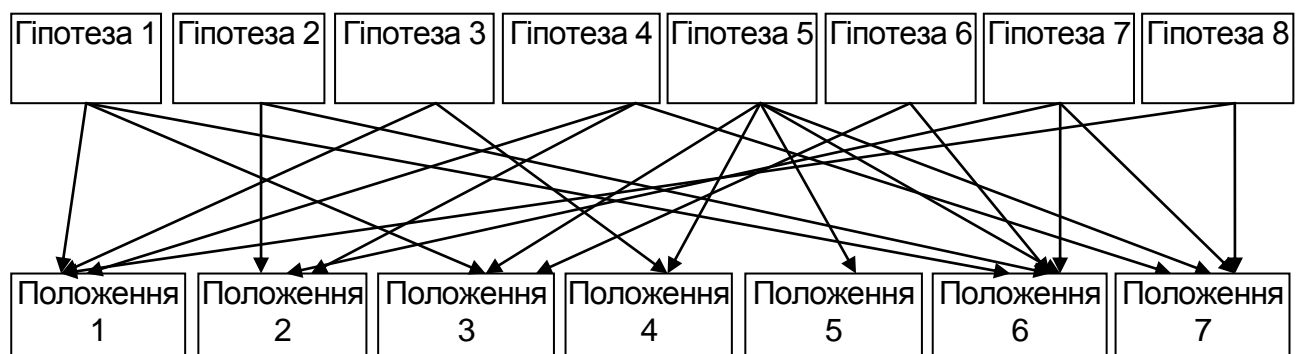 Гіпотеза 1 Гіпотеза 2 Гіпотеза 3 Гіпотеза 4 Гіпотеза 5 Гіпотеза 6 Гіпотеза 7 Гіпотеза 8
Положення Положення Положення Положення Положення Положення Положення
1 2 3 4 5 6 7